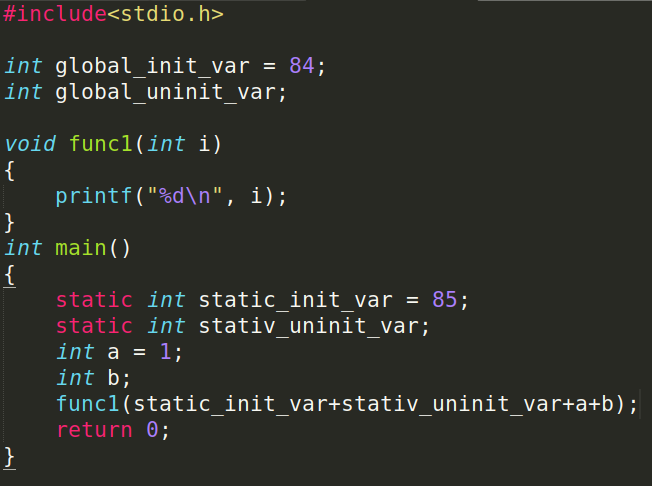 #include<stdio.h>

int global_init_var = 84;
int global_uninit_var;

void func1(int i)
{
    printf("%d\n", i);
}
int main()
{
    static int static_init_var = 85;
    static int stativ_uninit_var;
    int a = 1;
    int b;
    func1(static_init_var+stativ_uninit_var+a+b);
    return 0;
}